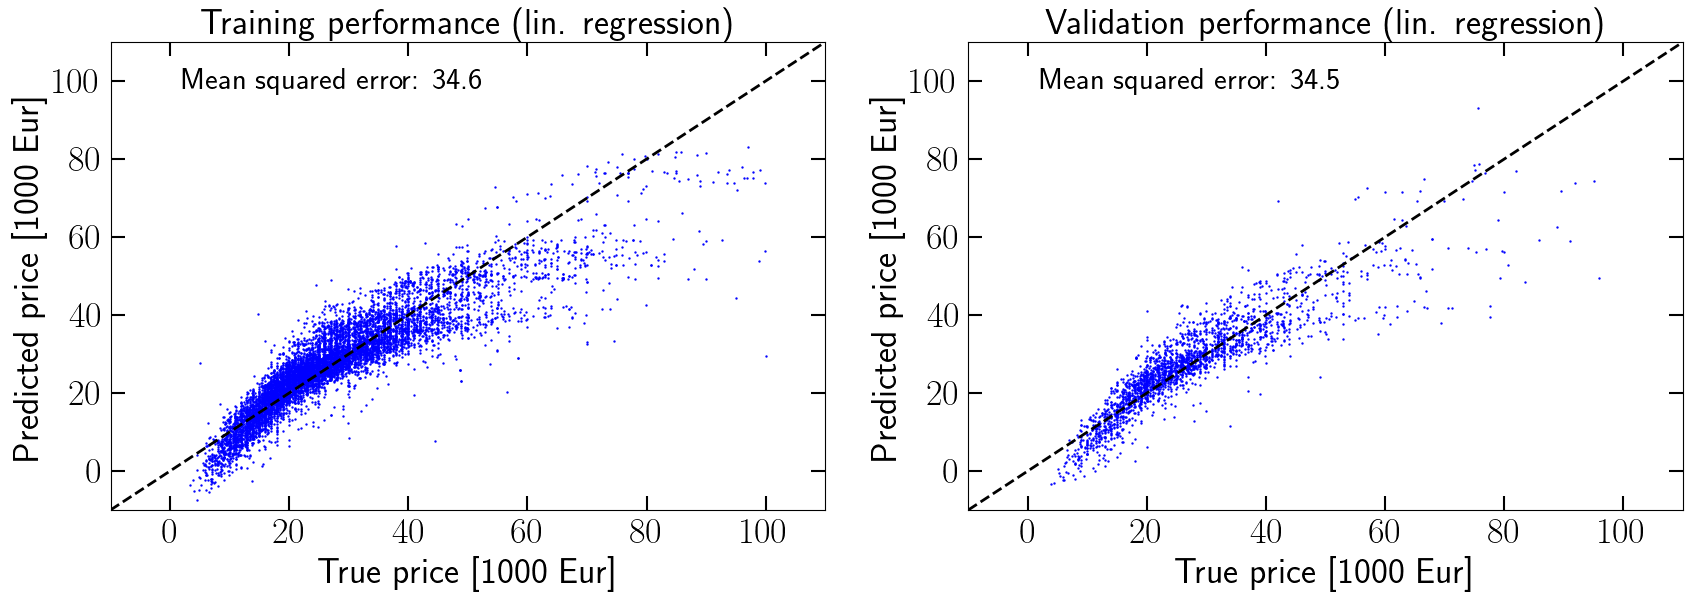 Training performance (lin. regression)
Mean squared error: 34.6
Predicted price [1000 Eur]
100
80
60
40
20
0
0 20 40 60 80 100
True price [1000 Eur]
Validation performance (lin. regression)
Mean squared error: 34.5
Predicted price [1000 Eur]
100
80
60
40
20
0
0 20 40 60 80 100
True price [1000 Eur]